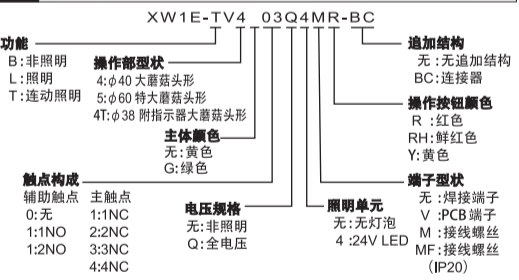 XW1E-TV4 03Q4MR-BC
功能
B:非照明
L:照明
T:连动照明
操作部型状
4:φ40 大蘑菇头形
5:φ60 特大蘑菇头形
4T:φ38 附指示器大蘑菇头形
主体颜色
无:黄色
G:绿色
触点构成
辅助触点 主触点
0:无 1:1NC
1:1NO 2:2NC
1:2NO 3:3NC
4:4NC
电压规格
无:非照明
Q:全电压
照明单元
无:无灯泡
4:24V LED
追加结构
无:无追加结构
BC:连接器
操作按钮颜色
R:红色
RH:鲜红色
Y:黄色
端子型状
无:焊接端子
V:PCB端子
M:接线螺丝
MF:接线螺丝
(IP20)